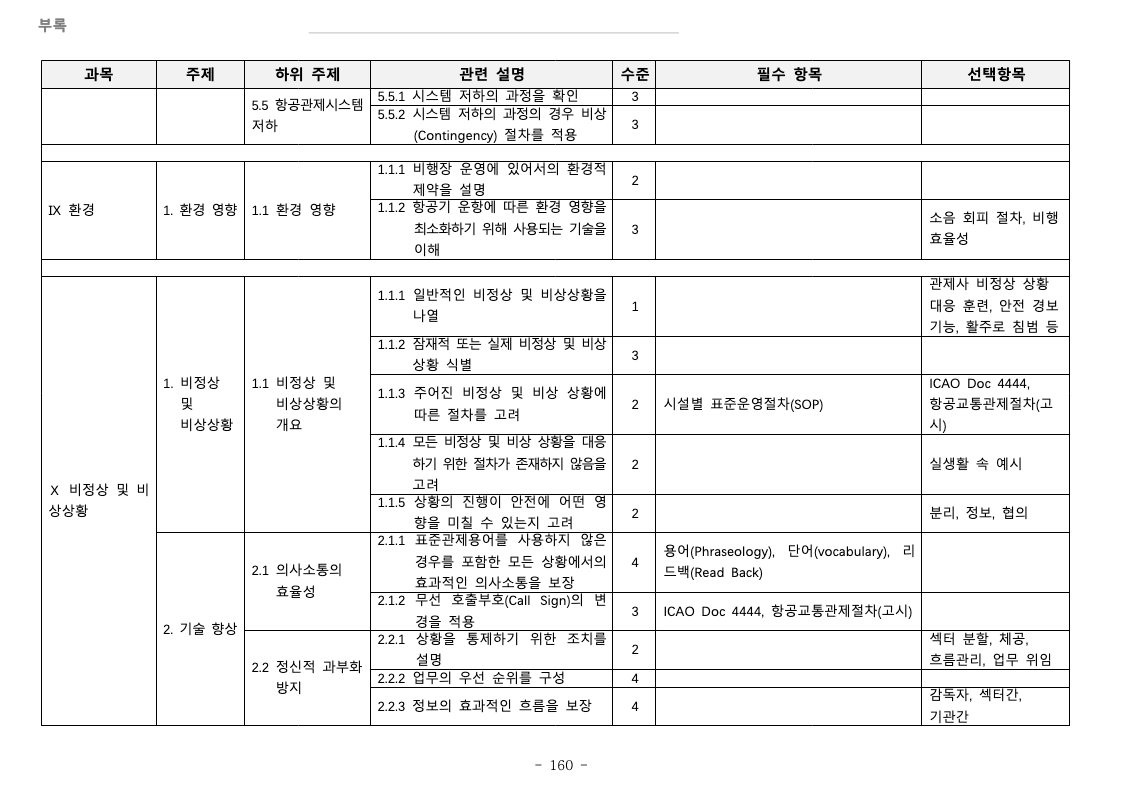 부록
과목 주제 하위 주제 관련 설명 수준 필수 항목 선택항목
5.5 항공관제시스템
저하
5.5.1 시스템 저하의 과정을 확인 3
5.5.2 시스템 저하의 과정의 경우 비상
(Contingency) 절차를 적용
3
IX 환경
1. 환경 영향
1.1 환경 영향
1.1.1 비행장 운영에 있어서의 환경적
제약을 설명
2
1.1.2 항공기 운항에 따른 환경 영향을
최소화하기 위해 사용되는 기술을
이해
3
소음 회피 절차, 비행
효율성
X 비정상 및 비
상상황
1. 비정상
및
비상상황
1.1 비정상 및
비상상황의
개요
1.1.1 일반적인 비정상 및 비상상황을
나열
1
관제사 비정상 상황
대응 훈련, 안전 경보
기능, 활주로 침범 등
1.1.2 잠재적 또는 실제 비정상 및 비상
상황 식별
3
1.1.3 주어진 비정상 및 비상 상황에
따른 절차를 고려
2
시설별 표준운영절차(SOP)
ICAO Doc 4444,
항공교통관제절차(고
시)
1.1.4 모든 비정상 및 비상 상황을 대응
하기 위한 절차가 존재하지 않음을
고려
2
실생활 속 예시
1.1.5 상황의 진행이 안전에 어떤 영
향을 미칠 수 있는지 고려
2
분리, 정보, 협의
2. 기술 향상
2.1 의사소통의
효율성
2.1.1 표준관제용어를 사용하지 않은
경우를 포함한 모든 상황에서의
효과적인 의사소통을 보장
4
용어(Phraseology), 단어(vocabulary), 리
드백(Read Back)
2.1.2 무선 호출부호(Call Sign)의 변
경을 적용
3
ICAO Doc 4444, 항공교통관제절차(고시)
2.2 정신적 과부화
방지
2.2.1 상황을 통제하기 위한 조치를
설명
2
섹터 분할, 체공,
흐름관리, 업무 위임
2.2.2 업무의 우선 순위를 구성 4
2.2.3 정보의 효과적인 흐름을 보장 4
감독자, 섹터간,
기관간
- 160 -